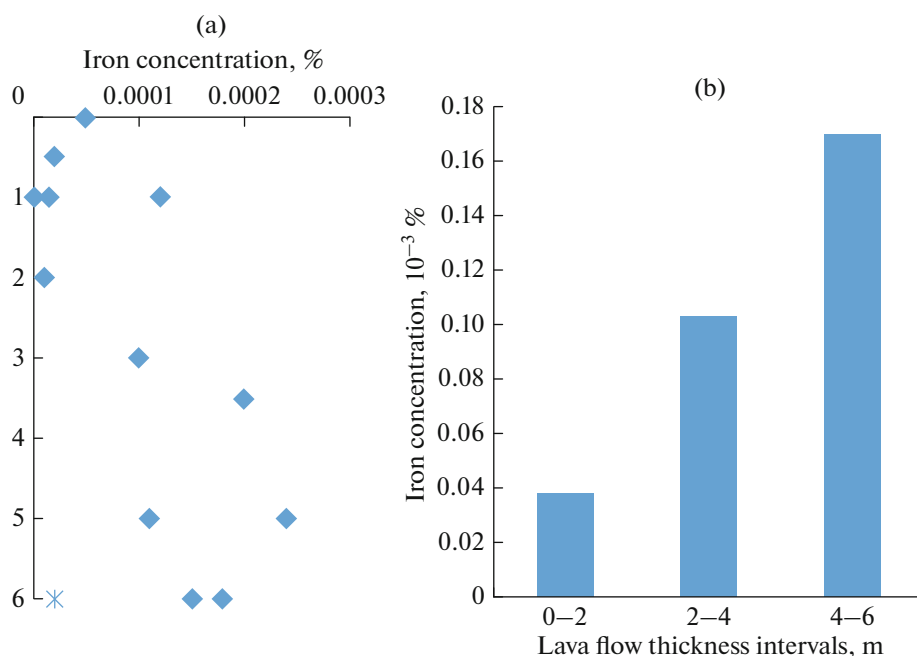 (a)
Iron concentration, %
0 0.0001 0.0002 0.0003
1
2
3
4
5
6
(b)
Iron concentration, 10⁻³ %
0.18
0.16
0.14
0.12
0.10
0.08
0.06
0.04
0.02
0
0–2 2–4 4–6
Lava flow thickness intervals, m